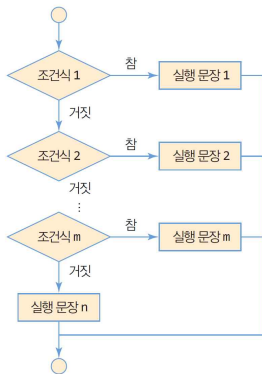 조건식 1
참
실행 문장 1
거짓
조건식 2
참
실행 문장 2
거짓
⋮
조건식 m
참
실행 문장 m
거짓
실행 문장 n